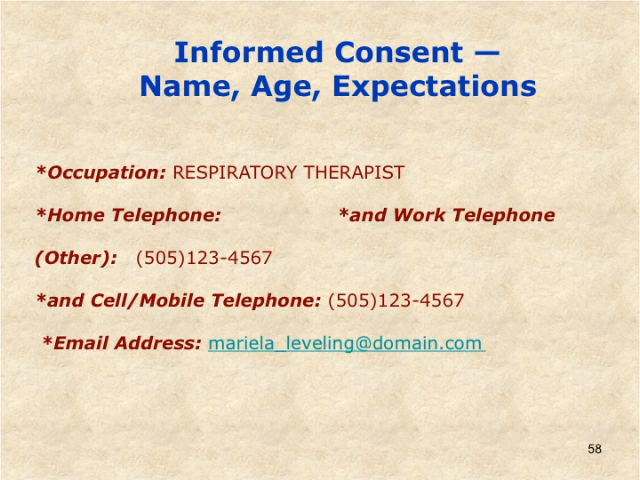 Informed Consent —
Name, Age, Expectations
*Occupation: RESPIRATORY THERAPIST
*Home Telephone: *and Work Telephone
(Other): (505)123-4567
*and Cell/Mobile Telephone: (505)123-4567
*Email Address: mariela_leveling@domain.com
58